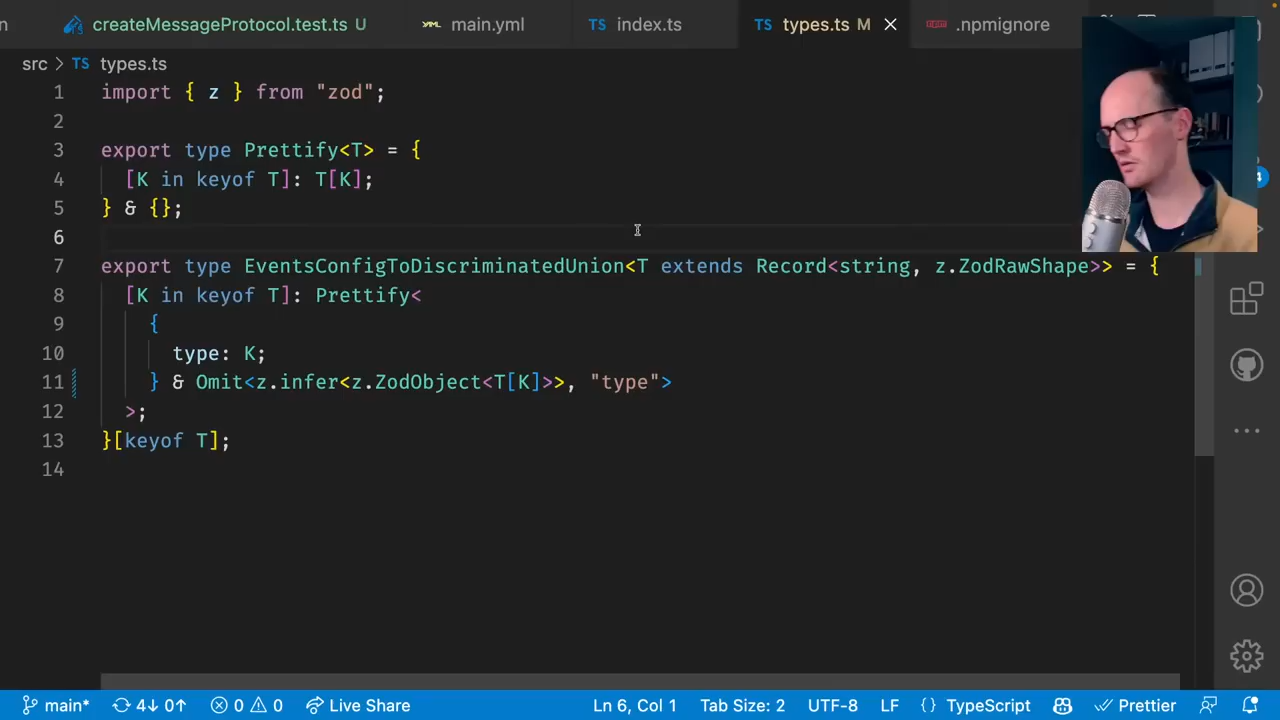 createMessageProtocol.test.ts U
main.yml
TS index.ts
TS types.ts M
.npmignore
src > TS types.ts
1 import { z } from "zod";
2
3 export type Prettify<T> = {
4 [K in keyof T]: T[K];
5 } & {};
6
7 export type EventsConfigToDiscriminatedUnion<T extends Record<string, z.ZodRawShape>> = {
8 [K in keyof T]: Prettify<
9 {
10 type: K;
11 } & Omit<z.infer<z.ZodObject<T[K]>>, "type">
12 >;
13 }[keyof T];
14
main* 4↓ 0↑ 0 0 Live Share Ln 6, Col 1 Tab Size: 2 UTF-8 LF {} TypeScript Prettier